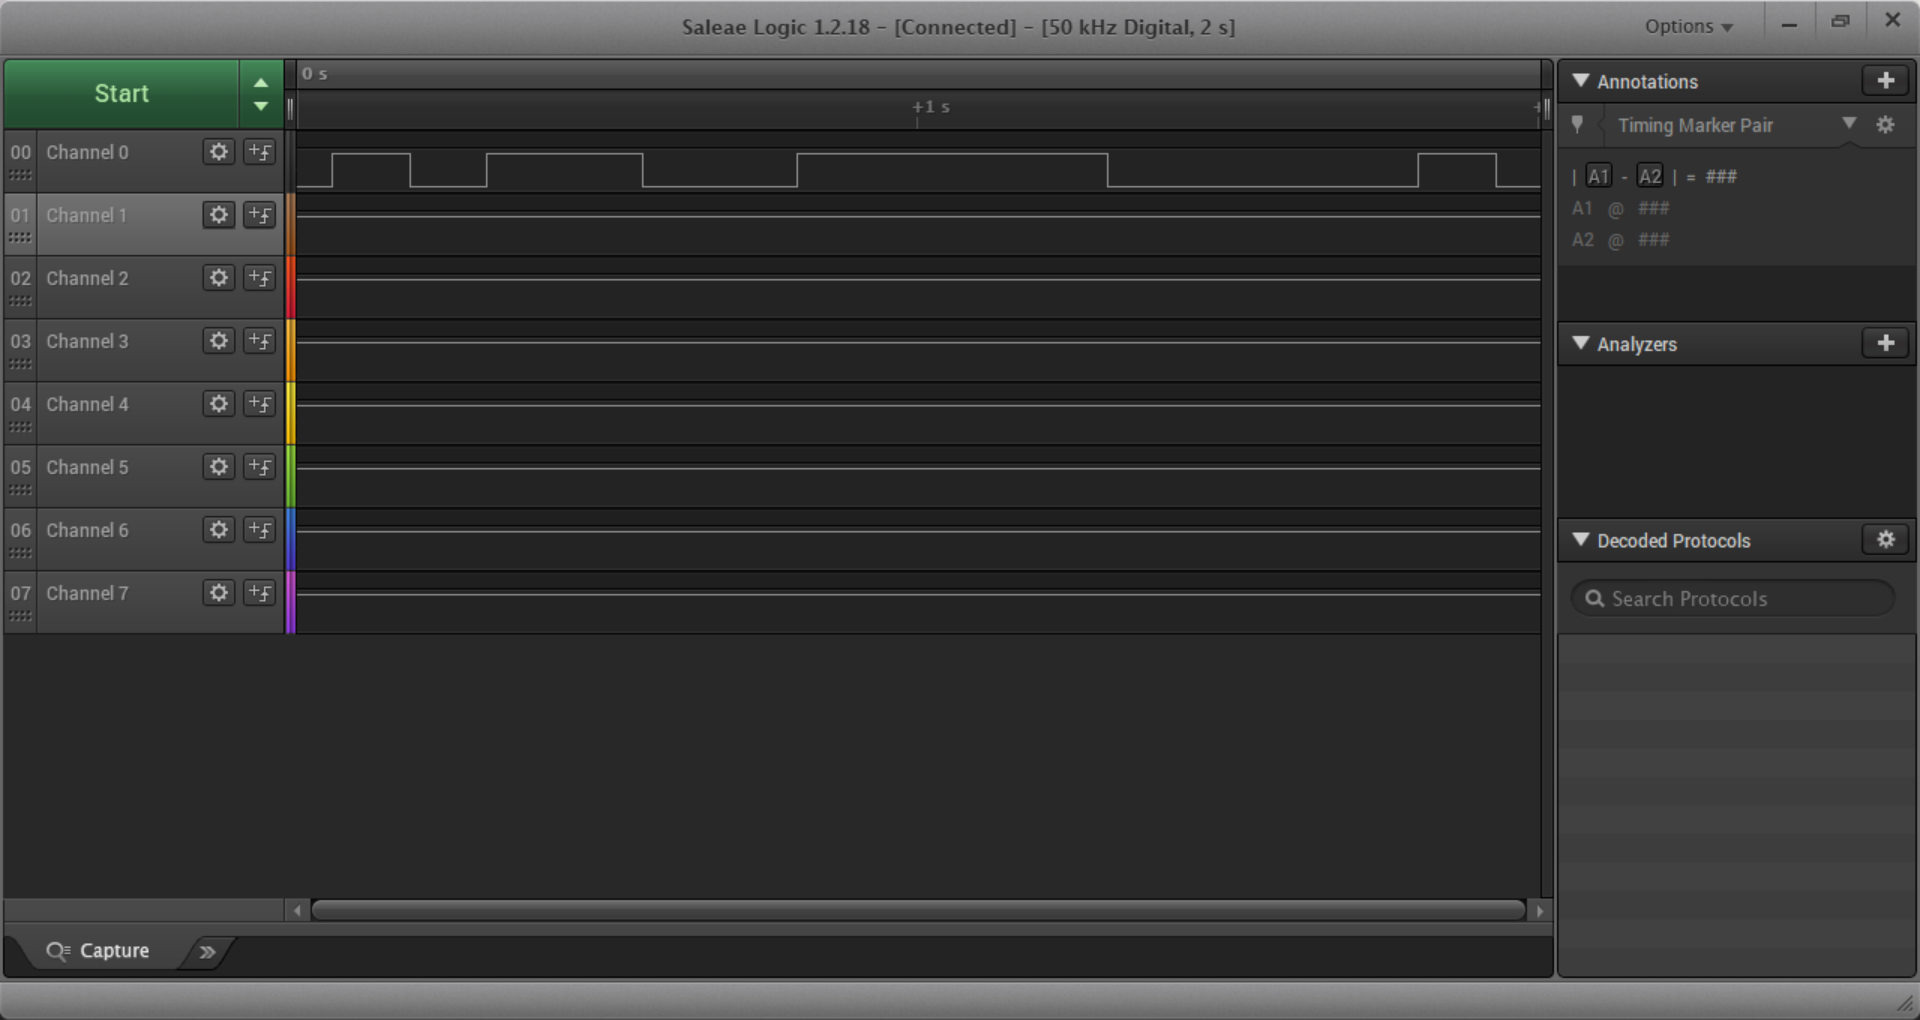 Saleae Logic 1.2.18 - [Connected] - [50 kHz Digital, 2 s]
Options
Start
0 s
+1 s
+
00 Channel 0
01 Channel 1
02 Channel 2
03 Channel 3
04 Channel 4
05 Channel 5
06 Channel 6
07 Channel 7
Annotations
Timing Marker Pair
| A1 - A2 | = ###
A1 @ ###
A2 @ ###
Analyzers
Decoded Protocols
Search Protocols
Capture